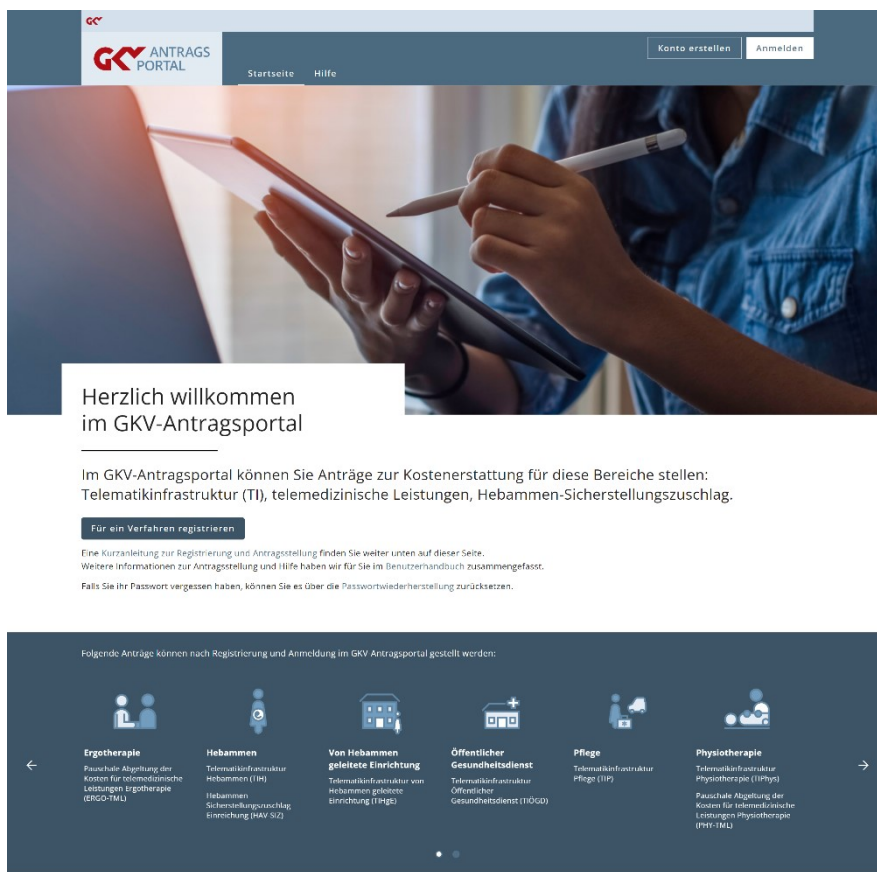 GKV
GKV ANTRAGS
PORTAL
Startseite Hilfe
Konto erstellen Anmelden
Herzlich willkommen
im GKV-Antragsportal
Im GKV-Antragsportal können Sie Anträge zur Kostenerstattung für diese Bereiche stellen:
Telematikinfrastruktur (TI), telemedizinische Leistungen, Hebammen-Sicherstellungszuschlag.
Für ein Verfahren registrieren
Eine Kurzanleitung zur Registrierung und Antragsstellung finden Sie weiter unten auf dieser Seite.
Weitere Informationen zur Antragsstellung und Hilfe haben wir für Sie im Benutzerhandbuch zusammengefasst.
Falls Sie ihr Passwort vergessen haben, können Sie es über die Passwortwiederherstellung zurücksetzen.
Folgende Anträge können nach Registrierung und Anmeldung im GKV Antragsportal gestellt werden:
Ergotherapie
Pauschale Abgeltung der
Kosten für telemedizinische
Leistungen Ergotherapie
(ERGO-TML)
Hebammen
Telematikinfrastruktur
Hebammen (TIH)
Hebammen
Sicherstellungszuschlag
Einreichung (HAV-SIZ)
Von Hebammen
geleitete Einrichtung
Telematikinfrastruktur von
Hebammen geleitete
Einrichtung (TIHgE)
Öffentlicher
Gesundheitsdienst
Telematikinfrastruktur
Öffentlicher
Gesundheitsdienst (TIÖGD)
Pflege
Telematikinfrastruktur
Pflege (TIP)
Physiotherapie
Telematikinfrastruktur
Physiotherapie (TIPhys)
Pauschale Abgeltung der
Kosten für telemedizinische
Leistungen Physiotherapie
(PHY-TML)